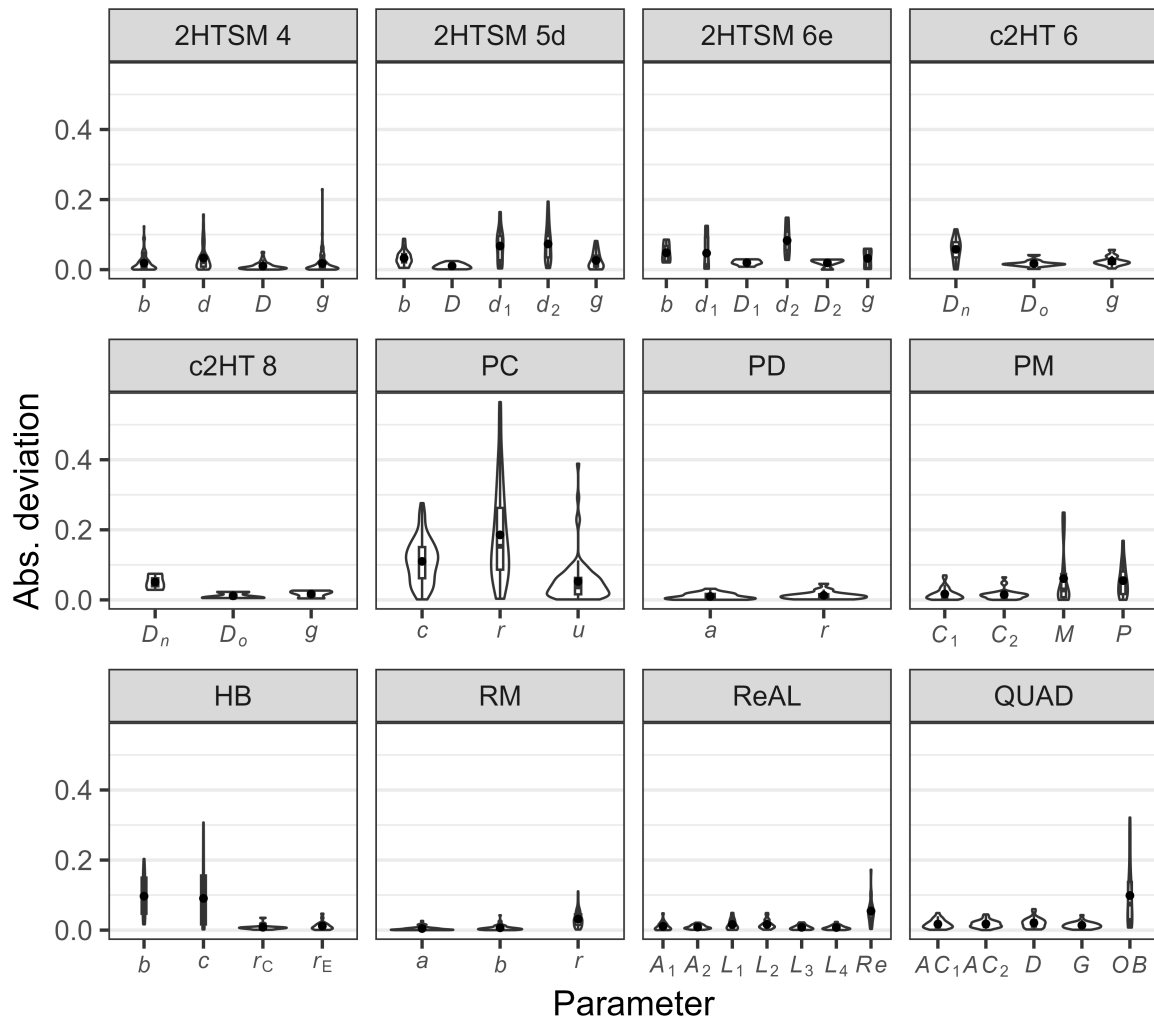 2HTSM 4 2HTSM 5d 2HTSM 6e c2HT 6
0.4
0.2
0.0
b d D g b D d₁ d₂ g b d₁ D₁ d₂ D₂ g Dₙ Dₒ g
c2HT 8 PC PD PM
0.4
0.2
0.0
Dₙ Dₒ g c r u a r C₁ C₂ M P
HB RM ReAL QUAD
0.4
0.2
0.0
b c r_C r_E a b r A₁ A₂ L₁ L₂ L₃ L₄ Re AC₁ AC₂ D G OB
Abs. deviation
Parameter